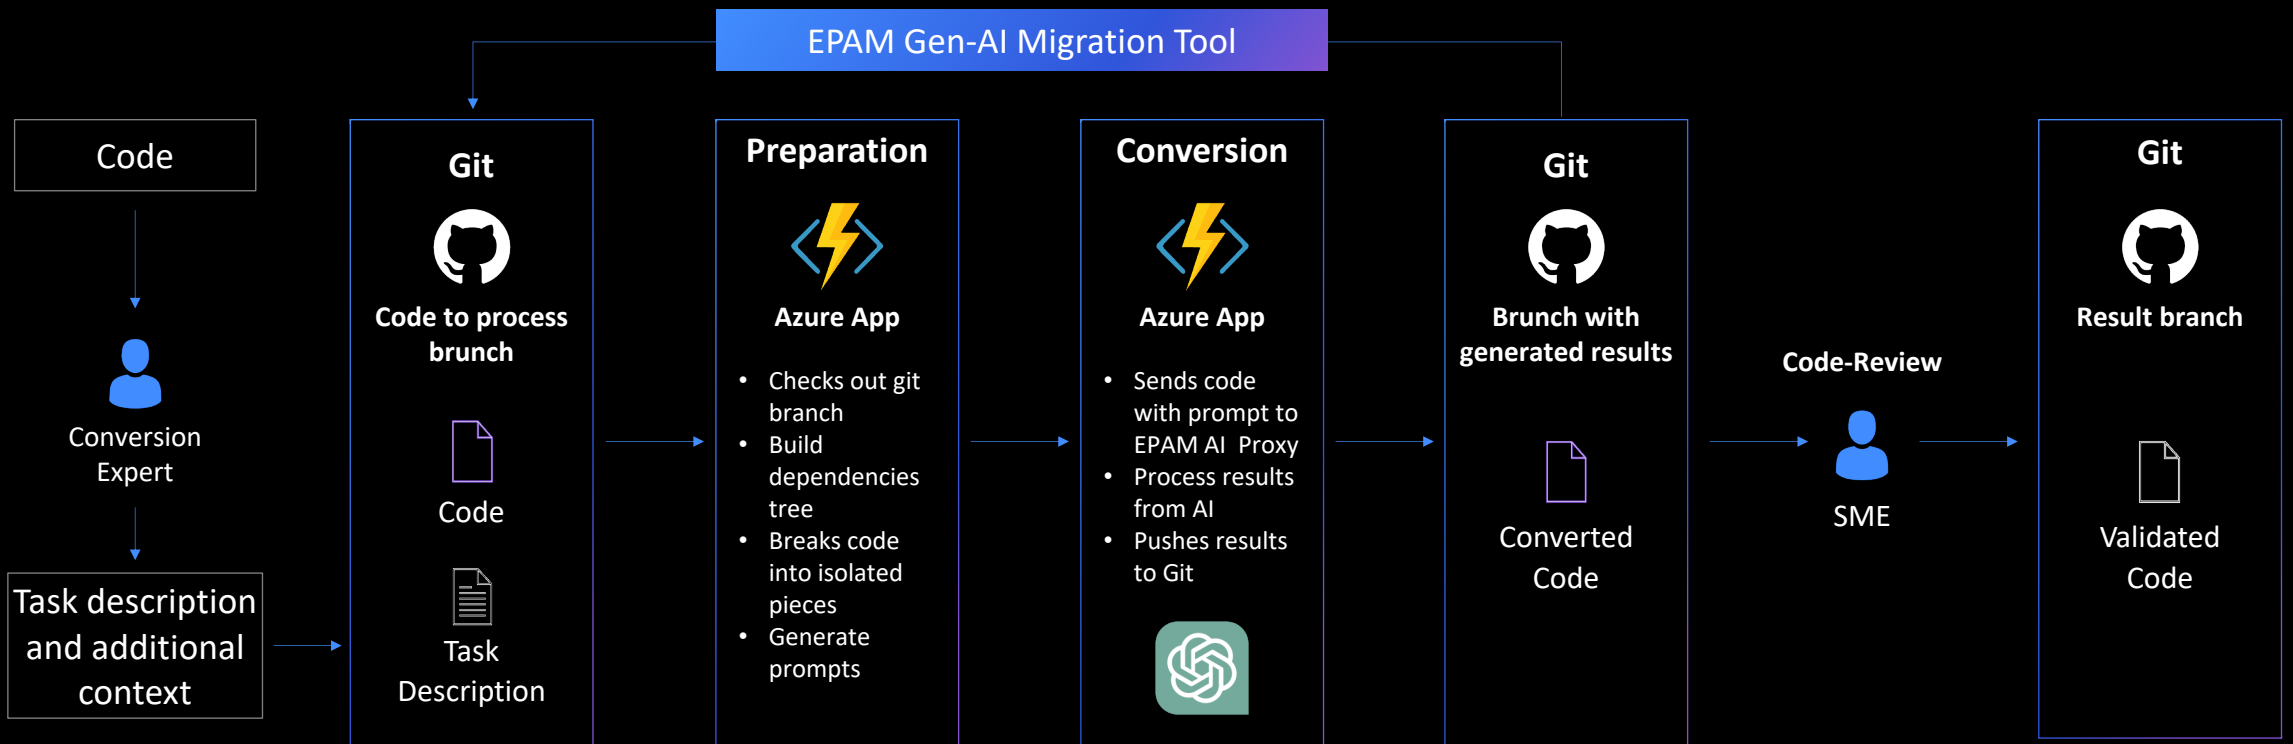 EPAM Gen-AI Migration Tool
Code
Conversion
Expert
Task description
and additional
context
Git
Code to process
brunch
Code
Task
Description
Preparation
Azure App
• Checks out git
branch
• Build
dependencies
tree
• Breaks code
into isolated
pieces
• Generate
prompts
Conversion
Azure App
• Sends code
with prompt to
EPAM AI  Proxy
• Process results
from AI
• Pushes results
to Git
Git
Brunch with
generated results
Converted
Code
Code-Review
SME
Git
Result branch
Validated
Code